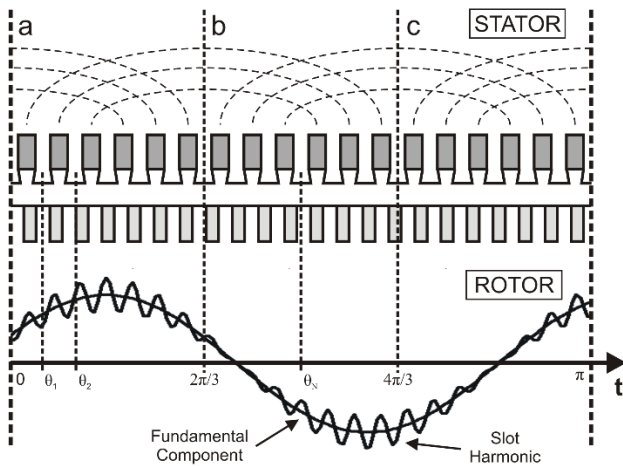 a b c STATOR
ROTOR
0 θ₁ θ₂ 2π/3 θN 4π/3 π t
Fundamental Component
Slot Harmonic